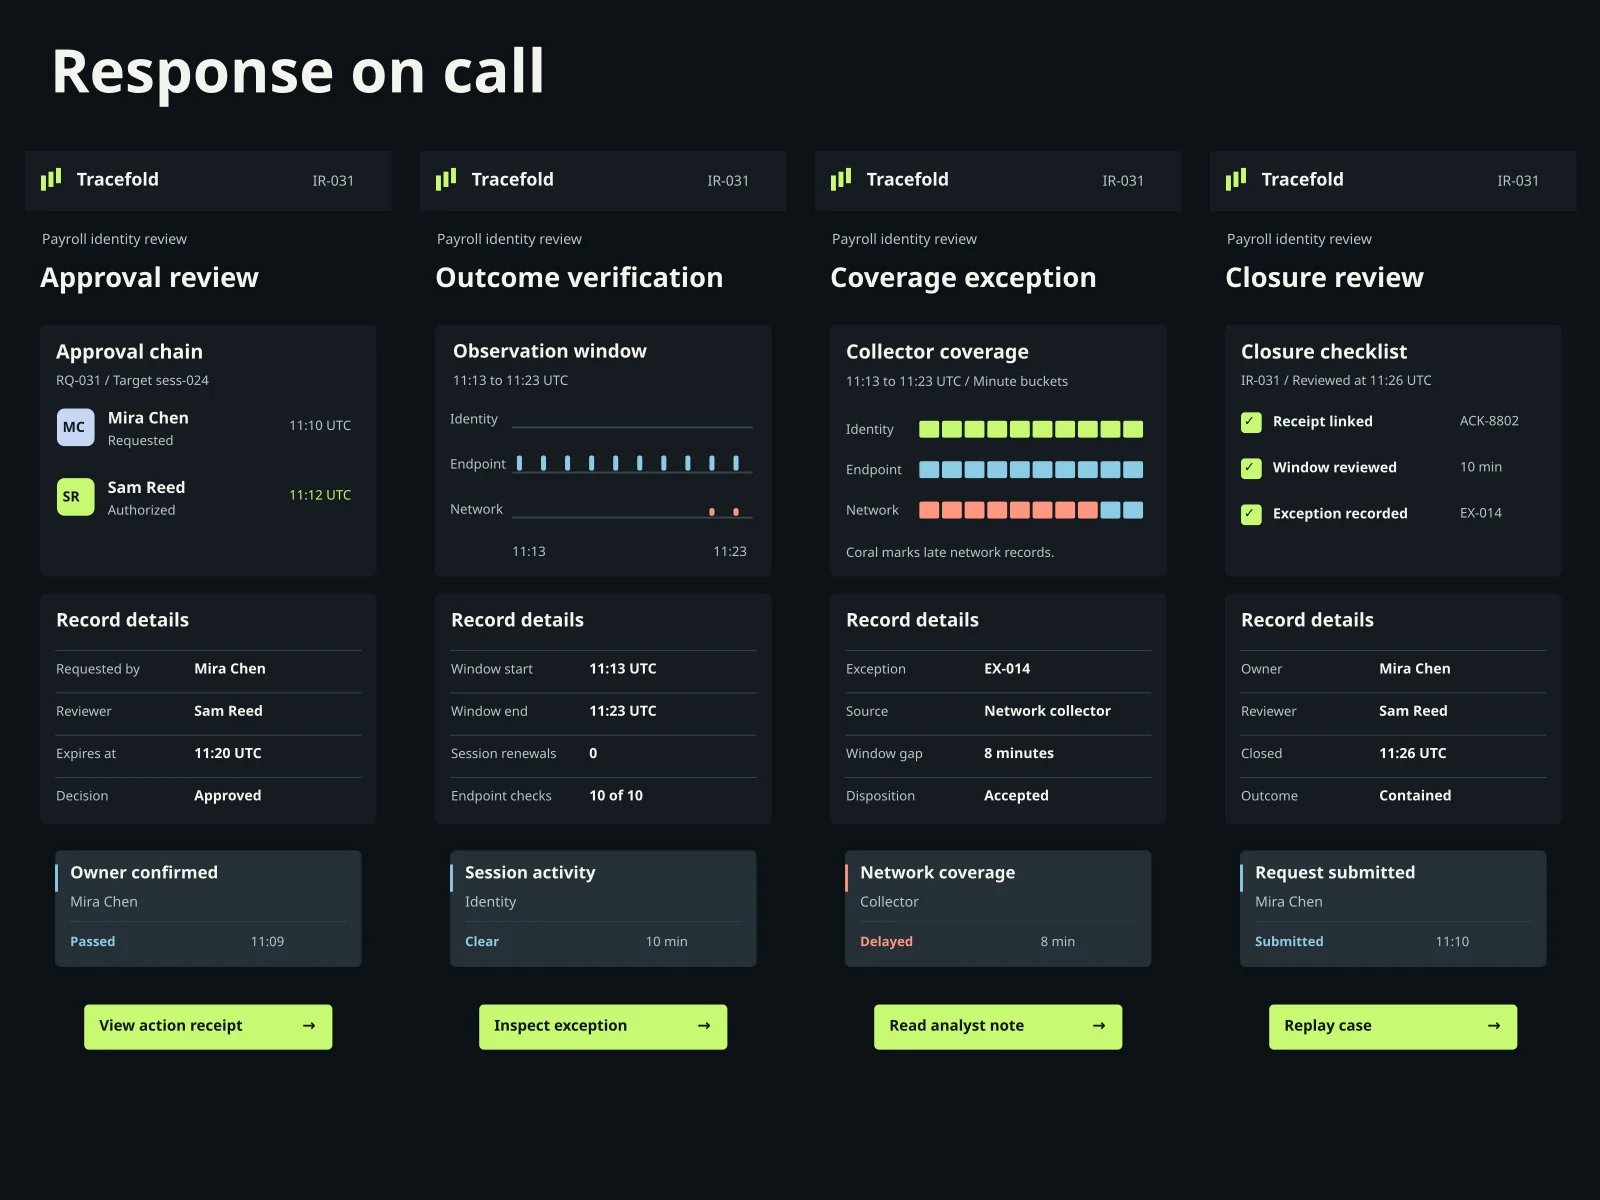 Response on call
Tracefold
IR-031
Payroll identity review
Approval review
Approval chain
RQ-031 / Target sess-024
MC
Mira Chen
Requested
11:10 UTC
SR
Sam Reed
Authorized
11:12 UTC
Record details
Requested by
Mira Chen
Reviewer
Sam Reed
Expires at
11:20 UTC
Decision
Approved
Owner confirmed
Mira Chen
Passed
11:09
View action receipt →
Tracefold
IR-031
Payroll identity review
Outcome verification
Observation window
11:13 to 11:23 UTC
Identity
Endpoint
Network
11:13
11:23
Record details
Window start
11:13 UTC
Window end
11:23 UTC
Session renewals
0
Endpoint checks
10 of 10
Session activity
Identity
Clear
10 min
Inspect exception →
Tracefold
IR-031
Payroll identity review
Coverage exception
Collector coverage
11:13 to 11:23 UTC / Minute buckets
Identity
Endpoint
Network
Coral marks late network records.
Record details
Exception
EX-014
Source
Network collector
Window gap
8 minutes
Disposition
Accepted
Network coverage
Collector
Delayed
8 min
Read analyst note →
Tracefold
IR-031
Payroll identity review
Closure review
Closure checklist
IR-031 / Reviewed at 11:26 UTC
✓ Receipt linked
ACK-8802
✓ Window reviewed
10 min
✓ Exception recorded
EX-014
Record details
Owner
Mira Chen
Reviewer
Sam Reed
Closed
11:26 UTC
Outcome
Contained
Request submitted
Mira Chen
Submitted
11:10
Replay case →